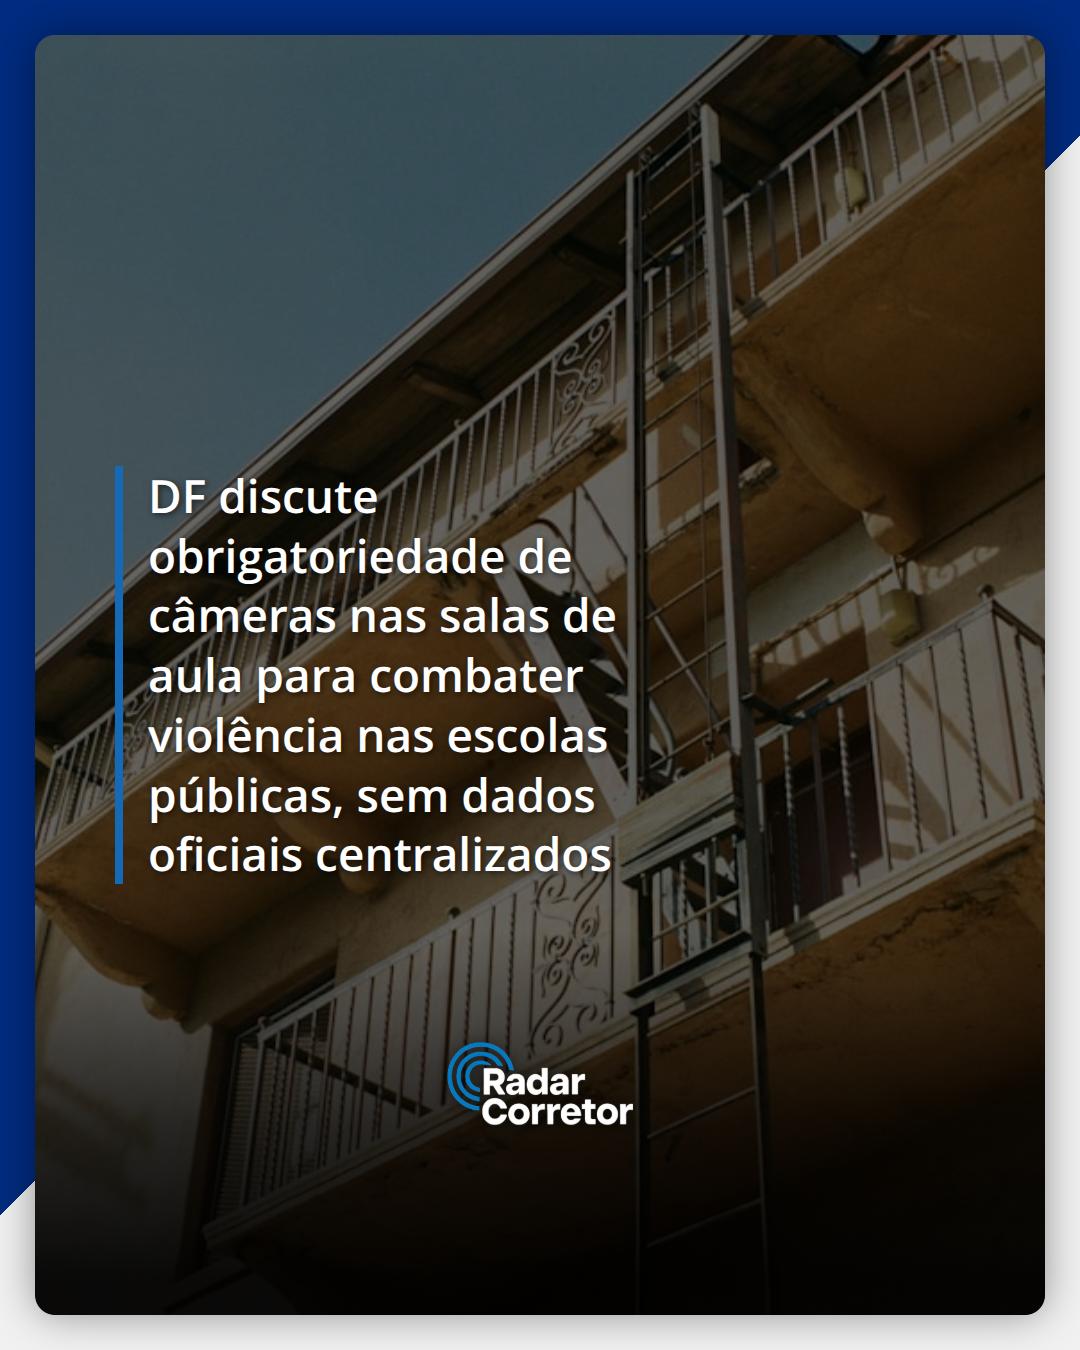 DF discute
obrigatoriedade de
câmeras nas salas de
aula para combater
violência nas escolas
públicas, sem dados
oficiais centralizados
Radar
Corretor